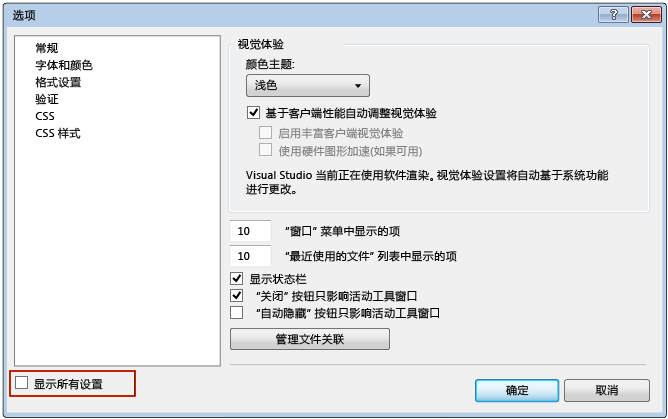 选项
常规
字体和颜色
格式设置
验证
CSS
CSS 样式
显示所有设置
视觉体验
颜色主题:
浅色
基于客户端性能自动调整视觉体验
启用丰富客户端视觉体验
使用硬件图形加速(如果可用)
Visual Studio 当前正在使用软件渲染。视觉体验设置将自动基于系统功能
进行更改。
10 “窗口” 菜单中显示的项
10 “最近使用的文件” 列表中显示的项
显示状态栏
“关闭” 按钮只影响活动工具窗口
“自动隐藏” 按钮只影响活动工具窗口
管理文件关联
确定 取消